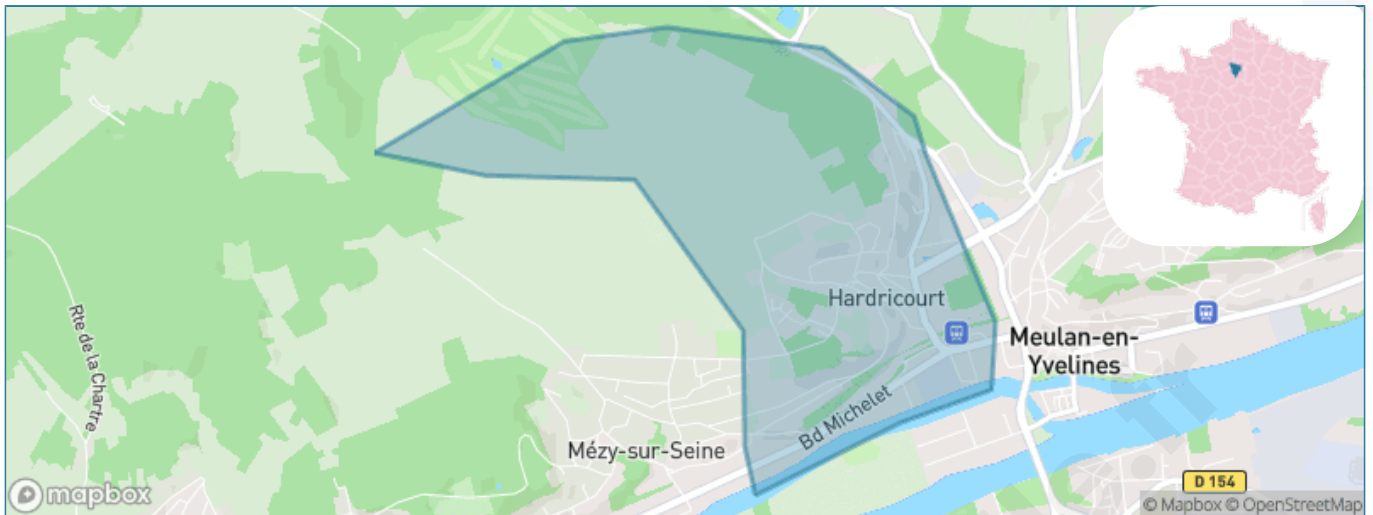 Rte de la Chartre
Hardricourt
Meulan-en-
Yvelines
Bd Michelet
Mézy-sur-Seine
D 154
mapbox
© Mapbox © OpenStreetMap